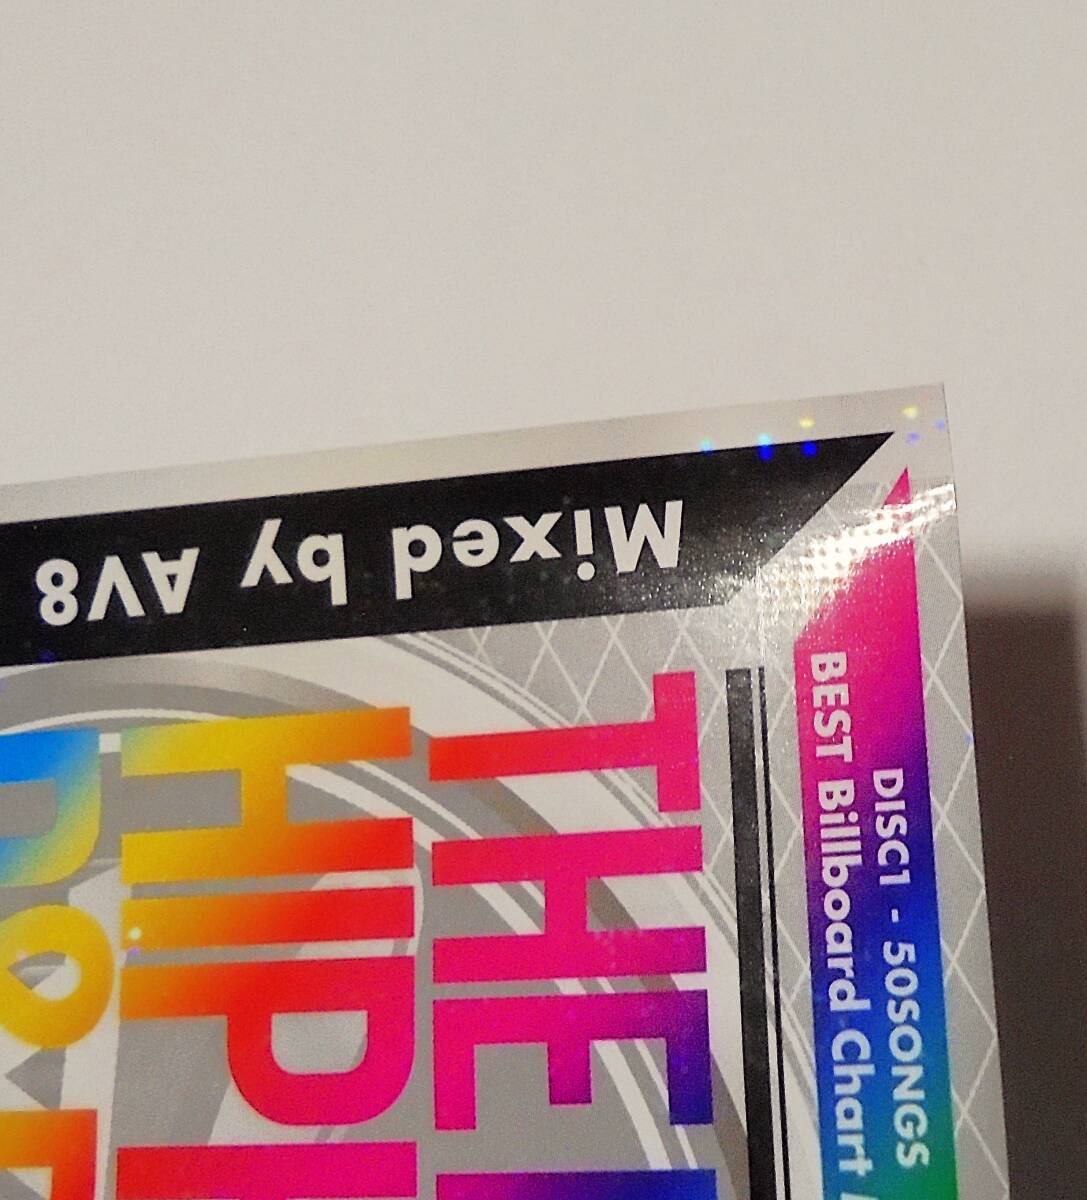 DISC1 - 50SONGS
BEST Billboard Chart
THE
HIP
Mixed by AV8